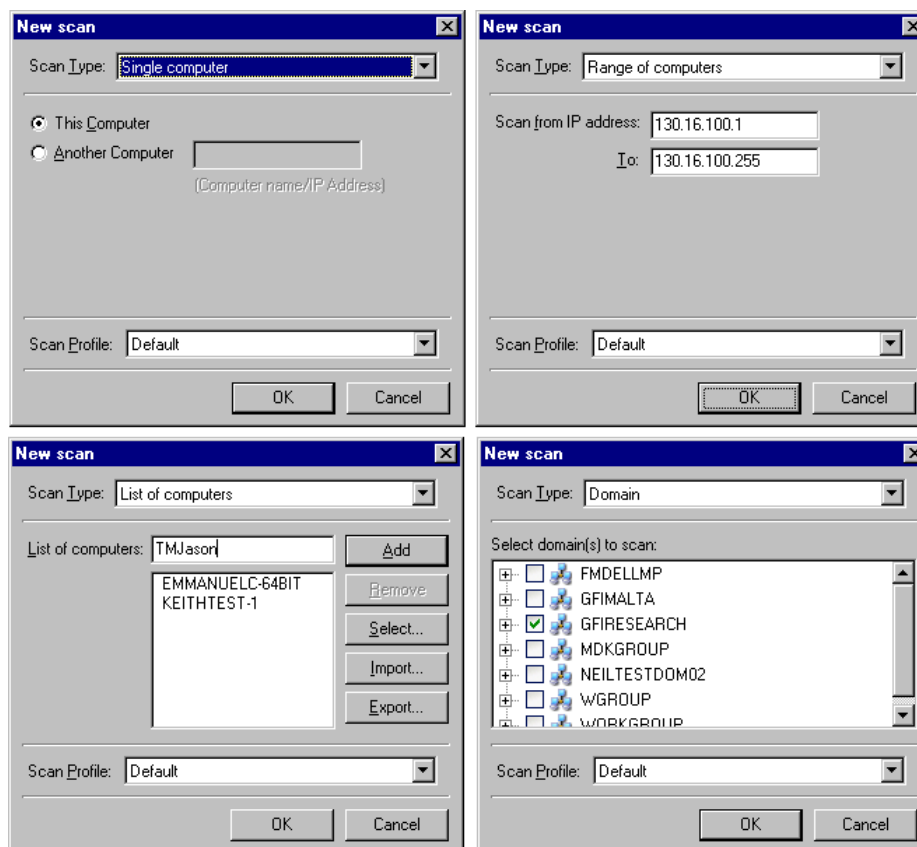 New scan
Scan Type: Single computer
This Computer
Another Computer
(Computer name/IP Address)
Scan Profile: Default
OK Cancel
New scan
Scan Type: Range of computers
Scan from IP address: 130.16.100.1
To: 130.16.100.255
Scan Profile: Default
OK Cancel
New scan
Scan Type: List of computers
List of computers: TMJason Add
EMMANUELC-64BIT
KEITHTEST-1
Remove
Select...
Import...
Export...
Scan Profile: Default
OK Cancel
New scan
Scan Type: Domain
Select domain(s) to scan:
FMDELLMP
GFIMALTA
GFIRESEARCH
MDKGROUP
NEILTESTDOM02
WGROUP
WORKGROUP
Scan Profile: Default
OK Cancel